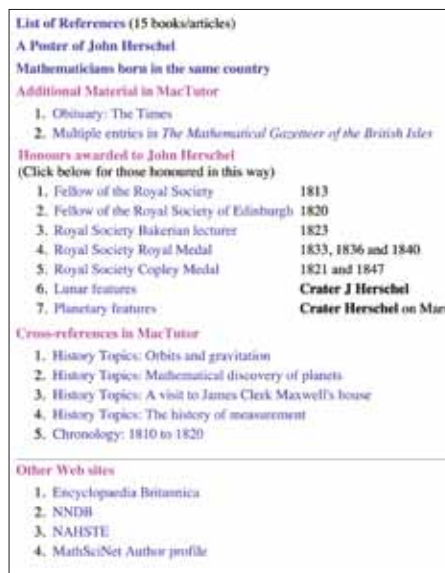 List of References (15 books/articles)
A Poster of John Herschel
Mathematicians born in the same country
Additional Material in MacTutor
1. Obituary: The Times
2. Multiple entries in The Mathematical Gazetteer of the British Isles
Honours awarded to John Herschel
(Click below for those honoured in this way)
1. Fellow of the Royal Society 1813
2. Fellow of the Royal Society of Edinburgh 1820
3. Royal Society Bakerian lecturer 1823
4. Royal Society Royal Medal 1833, 1836 and 1840
5. Royal Society Copley Medal 1821 and 1847
6. Lunar features Crater J Herschel
7. Planetary features Crater Herschel on Mars
Cross-references in MacTutor
1. History Topics: Orbits and gravitation
2. History Topics: Mathematical discovery of planets
3. History Topics: A visit to James Clerk Maxwell's house
4. History Topics: The history of measurement
5. Chronology: 1810 to 1820
Other Web sites
1. Encyclopaedia Britannica
2. NNDB
3. NAHSTE
4. MathSciNet Author profile